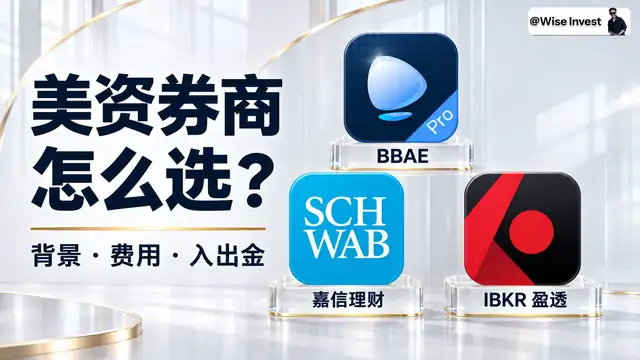 @Wise Invest
美资券商
怎么选?
背景·费用·入出金
Pro
BBAE
SCH
WAB
嘉信理财
IBKR 盈透